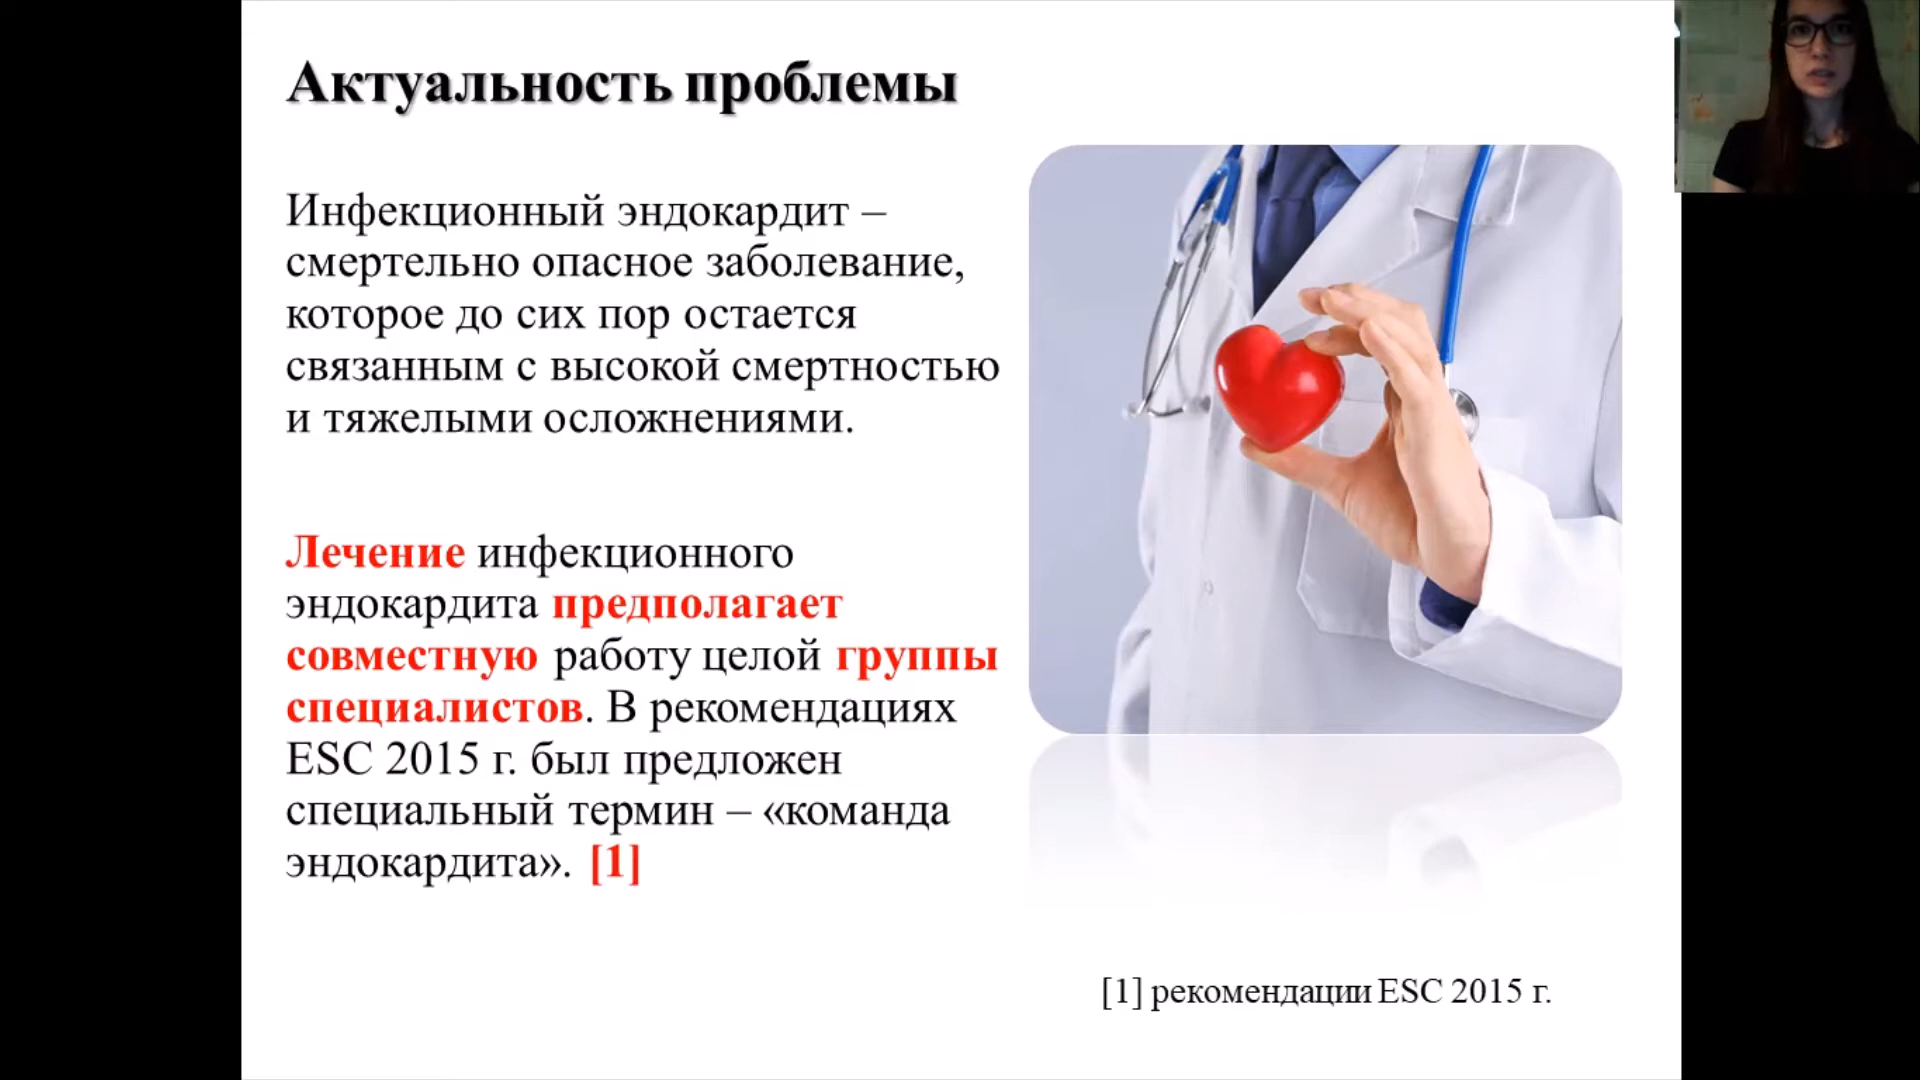 Актуальность проблемы
Инфекционный эндокардит –
смертельно опасное заболевание,
которое до сих пор остается
связанным с высокой смертностью
и тяжелыми осложнениями.
Лечение инфекционного
эндокардита предполагает
совместную работу целой группы
специалистов. В рекомендациях
ESC 2015 г. был предложен
специальный термин – «команда
эндокардита». [1]
[1] рекомендации ESC 2015 г.